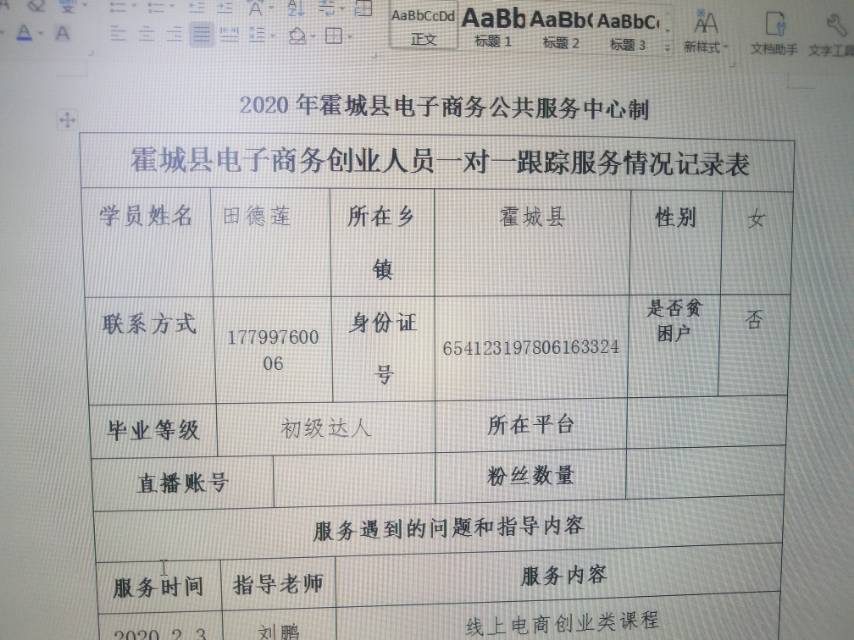 AaBbCcDd AaBb AaBb( AaBbC
正文 标题 1 标题 2 标题 3 新样式 文档助手 文字工具
2020 年霍城县电子商务公共服务中心制
霍城县电子商务创业人员一对一跟踪服务情况记录表
学员姓名 田德莲 所在乡镇 霍城县 性别 女
联系方式 17799760006 身份证号 654123197806163324 是否贫困户 否
毕业等级 初级达人 所在平台
直播账号 粉丝数量
服务遇到的问题和指导内容
服务时间 指导老师 服务内容
2020.2.3 刘鹏 线上电商创业类课程